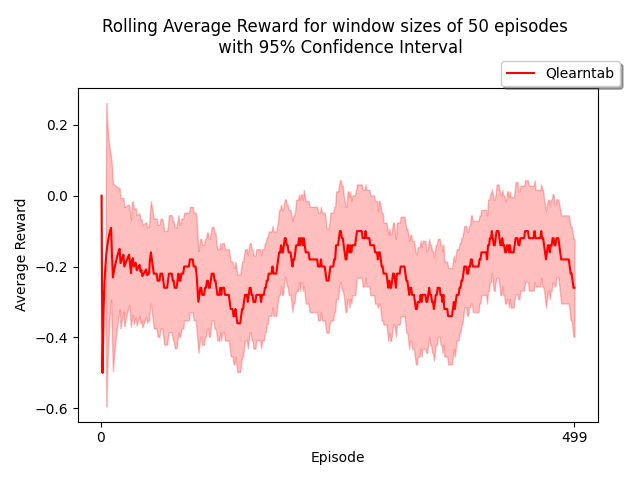 Rolling Average Reward for window sizes of 50 episodes
with 95% Confidence Interval
Qlearntab
0.2
0.0
−0.2
−0.4
−0.6
Average Reward
0
499
Episode